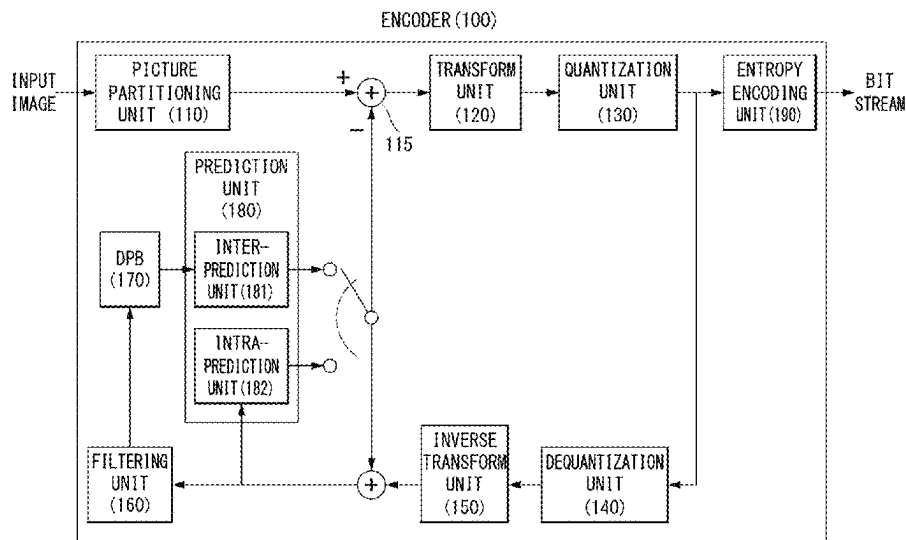 ENCODER(100)
INPUT
IMAGE
PICTURE
PARTITIONING
UNIT (110)
+
+
−
115
TRANSFORM
UNIT
(120)
QUANTIZATION
UNIT
(130)
ENTROPY
ENCODING
UNIT(190)
BIT
STREAM
PREDICTION
UNIT
(180)
DPB
(170)
INTER-
PREDICTION
UNIT(181)
INTRA-
PREDICTION
UNIT(182)
FILTERING
UNIT
(160)
+
INVERSE
TRANSFORM
UNIT
(150)
DEQUANTIZATION
UNIT
(140)